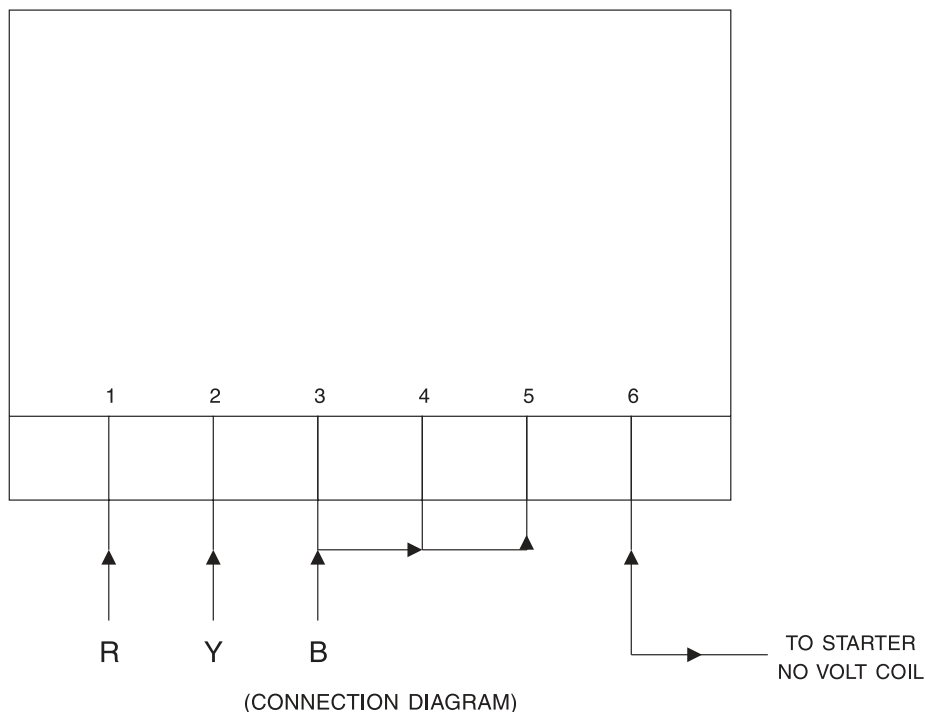 1 2 3 4 5 6
R Y B
TO STARTER
NO VOLT COIL
(CONNECTION DIAGRAM)